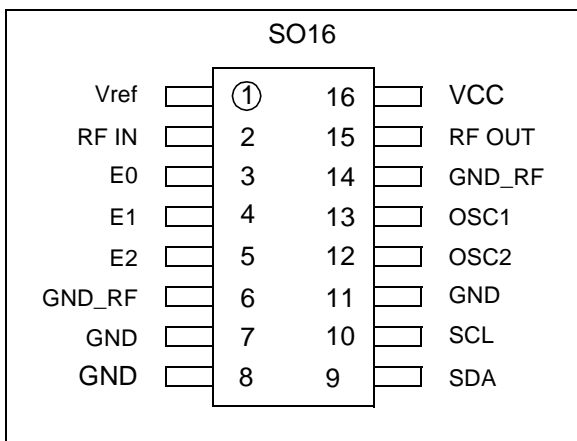 SO16
Vref 1 16 VCC
RF IN 2 15 RF OUT
E0 3 14 GND_RF
E1 4 13 OSC1
E2 5 12 OSC2
GND_RF 6 11 GND
GND 7 10 SCL
GND 8 9 SDA